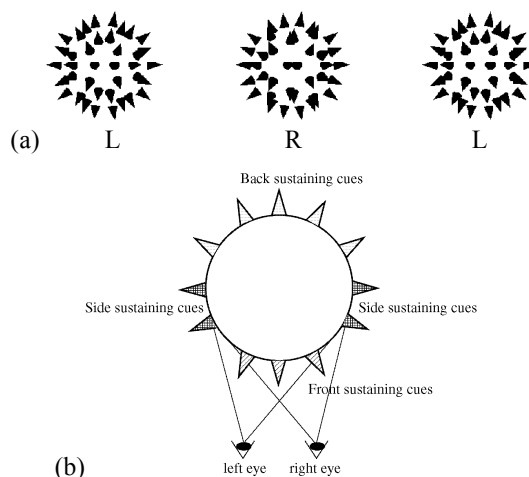 (a) L R L
Back sustaining cues
Side sustaining cues Side sustaining cues
Front sustaining cues
left eye right eye
(b)